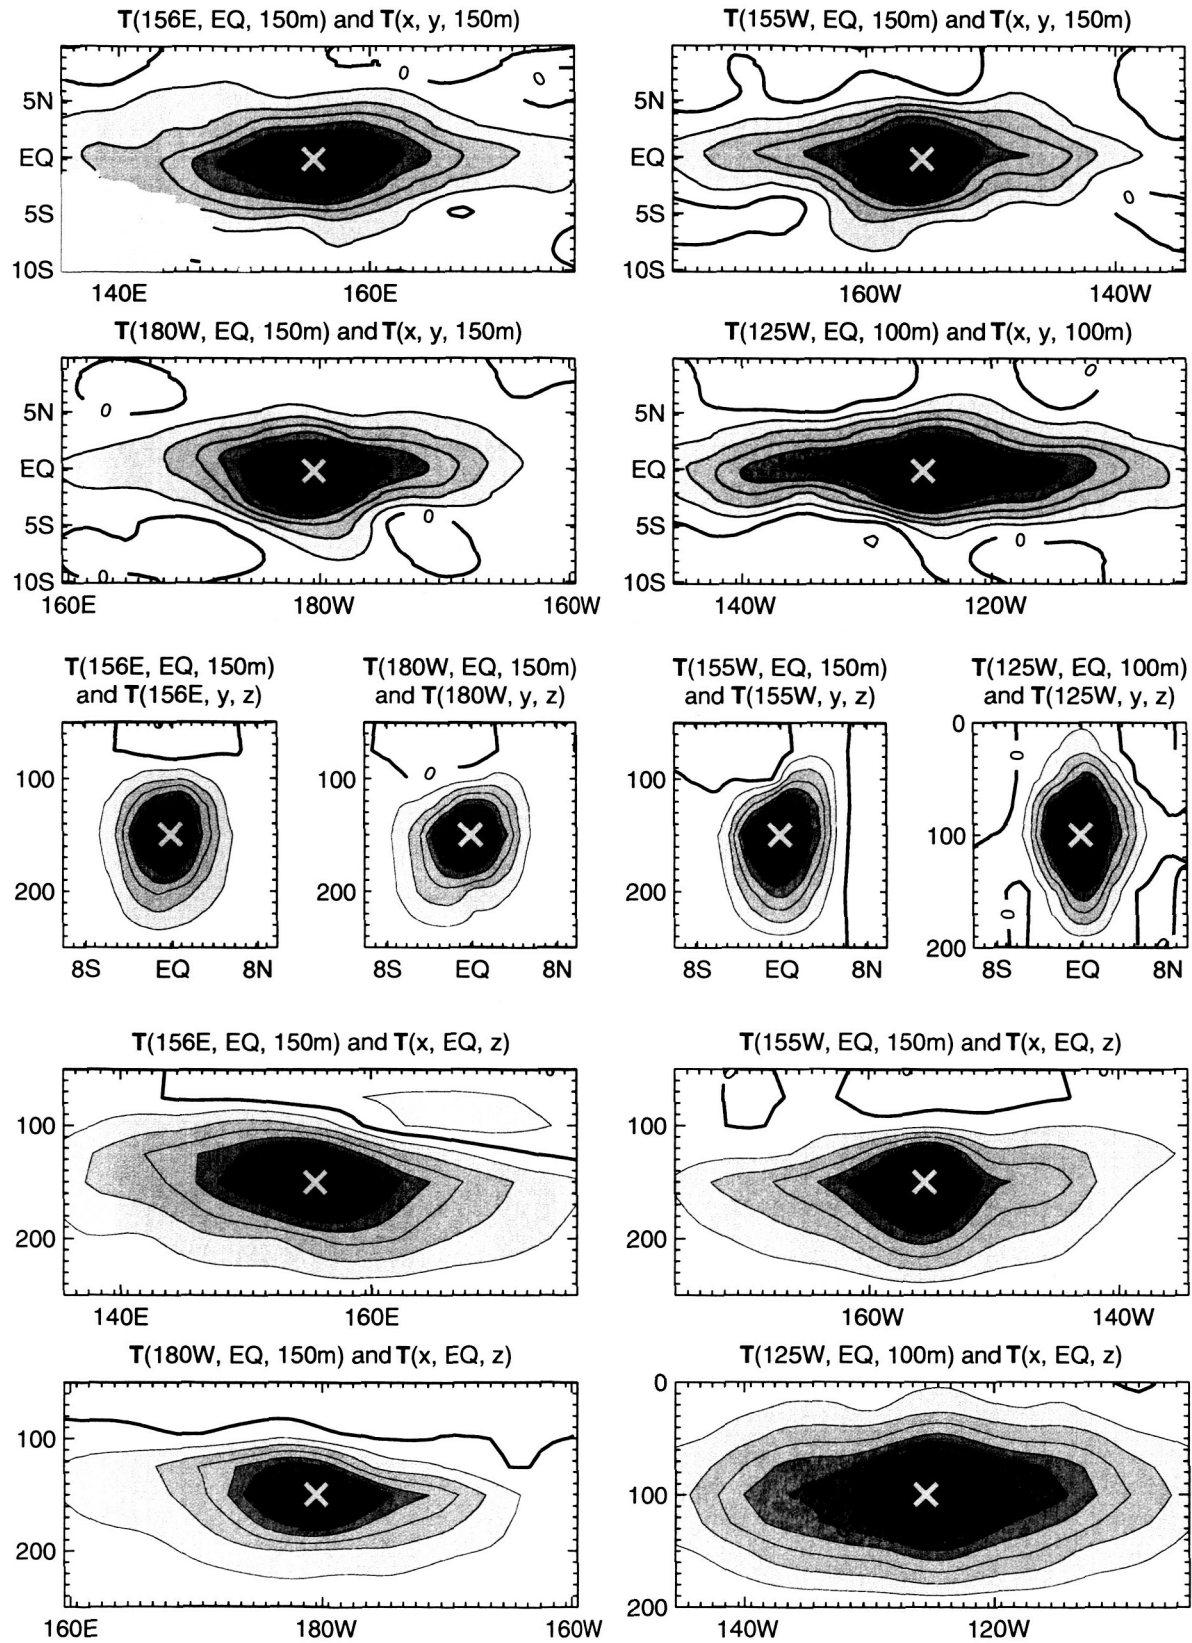 T(156E, EQ, 150m) and T(x, y, 150m)
T(155W, EQ, 150m) and T(x, y, 150m)
0
0
5N
EQ
5S
10S
140E
160E
0
5N
EQ
5S
10S
160W
140W
T(180W, EQ, 150m) and T(x, y, 150m)
T(125W, EQ, 100m) and T(x, y, 100m)
0
0
0
5N
EQ
5S
10S
160E
180W
160W
0
0
5N
EQ
5S
10S
140W
120W
T(156E, EQ, 150m)
and T(156E, y, z)
T(180W, EQ, 150m)
and T(180W, y, z)
T(155W, EQ, 150m)
and T(155W, y, z)
T(125W, EQ, 100m)
and T(125W, y, z)
100
200
8S EQ 8N
0
100
200
8S EQ 8N
100
200
8S EQ 8N
0
0
0
100
200
8S EQ 8N
T(156E, EQ, 150m) and T(x, EQ, z)
T(155W, EQ, 150m) and T(x, EQ, z)
100
200
140E
160E
100
200
160W
140W
T(180W, EQ, 150m) and T(x, EQ, z)
T(125W, EQ, 100m) and T(x, EQ, z)
100
200
160E
180W
160W
0
100
200
140W
120W